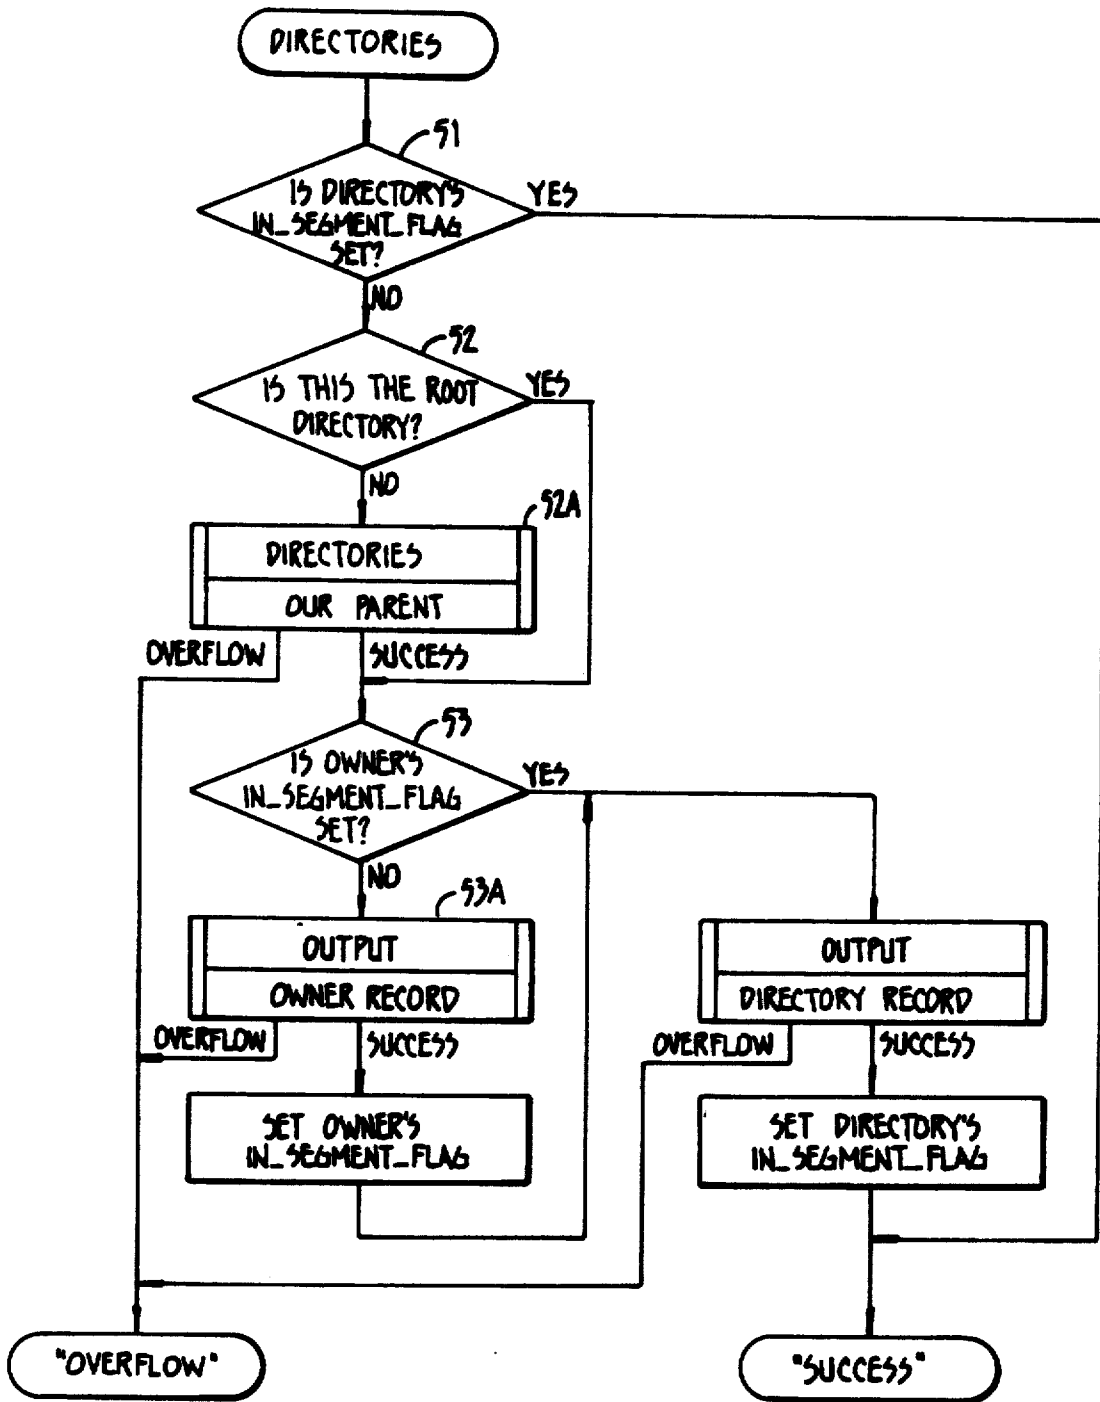 DIRECTORIES
51
IS DIRECTORY'S
IN_SEGMENT_FLAG
SET?
YES
NO
52
IS THIS THE ROOT
DIRECTORY?
YES
NO
52A
DIRECTORIES
OUR PARENT
OVERFLOW
SUCCESS
53
IS OWNER'S
IN_SEGMENT_FLAG
SET?
YES
NO
53A
OUTPUT
OWNER RECORD
OVERFLOW
SUCCESS
OUTPUT
DIRECTORY RECORD
OVERFLOW
SUCCESS
SET OWNER'S
IN_SEGMENT_FLAG
SET DIRECTORY'S
IN_SEGMENT_FLAG
"OVERFLOW"
"SUCCESS"